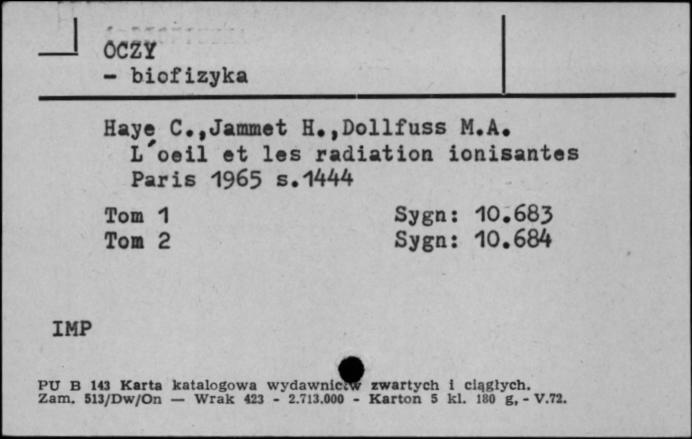 OCZY
- biofizyka
Haye C.,Jammet H.,Dollfuss M.A.
L'oeil et les radiation ionisantes
Paris 1965 s.1444
Tom 1 Sygn: 10.683
Tom 2 Sygn: 10.684
IMP
PU B 143 Karta katalogowa wydawnictw zwartych i ciągłych.
Zam. 513/Dw/On — Wrak 423 - 2.713.000 - Karton 5 kl. 180 g, - V.72.